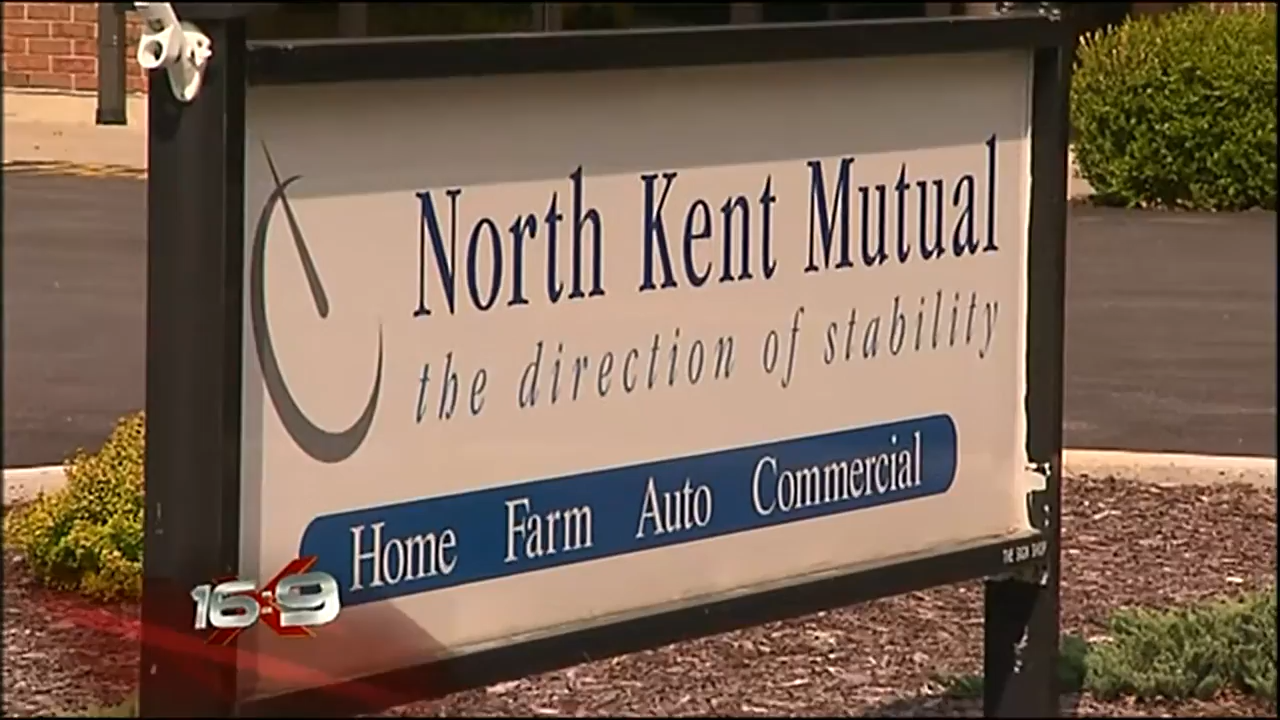 North Kent Mutual
the direction of stability
Home Farm Auto Commercial
THE SIGN SHOP
16:9